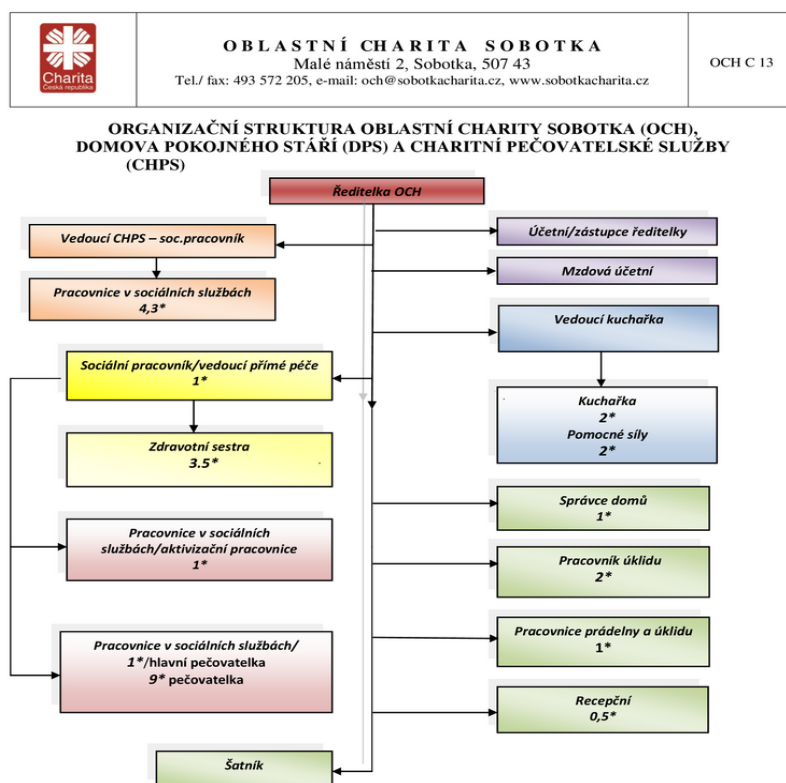 Charita
Česká republika
OBLASTNÍ CHARITA SOBOTKA
Malé náměstí 2, Sobotka, 507 43
Tel./ fax: 493 572 205, e-mail: och@sobotkacharita.cz, www.sobotkacharita.cz
OCH C 13
ORGANIZAČNÍ STRUKTURA OBLASTNÍ CHARITY SOBOTKA (OCH),
DOMOVA POKOJNÉHO STÁŘÍ (DPS) A CHARITNÍ PEČOVATELSKÉ SLUŽBY
(CHPS)
Ředitelka OCH
Vedoucí CHPS – soc.pracovník
Pracovnice v sociálních službách
4,3*
Sociální pracovník/vedoucí přímé péče
1*
Zdravotní sestra
3.5*
Pracovnice v sociálních
službách/aktivizační pracovnice
1*
Pracovnice v sociálních službách/
1*/hlavní pečovatelka
9* pečovatelka
Šatník
Účetní/zástupce ředitelky
Mzdová účetní
Vedoucí kuchařka
Kuchařka
2*
Pomocné síly
2*
Správce domů
1*
Pracovník úklidu
2*
Pracovnice prádelny a úklidu
1*
Recepční
0,5*